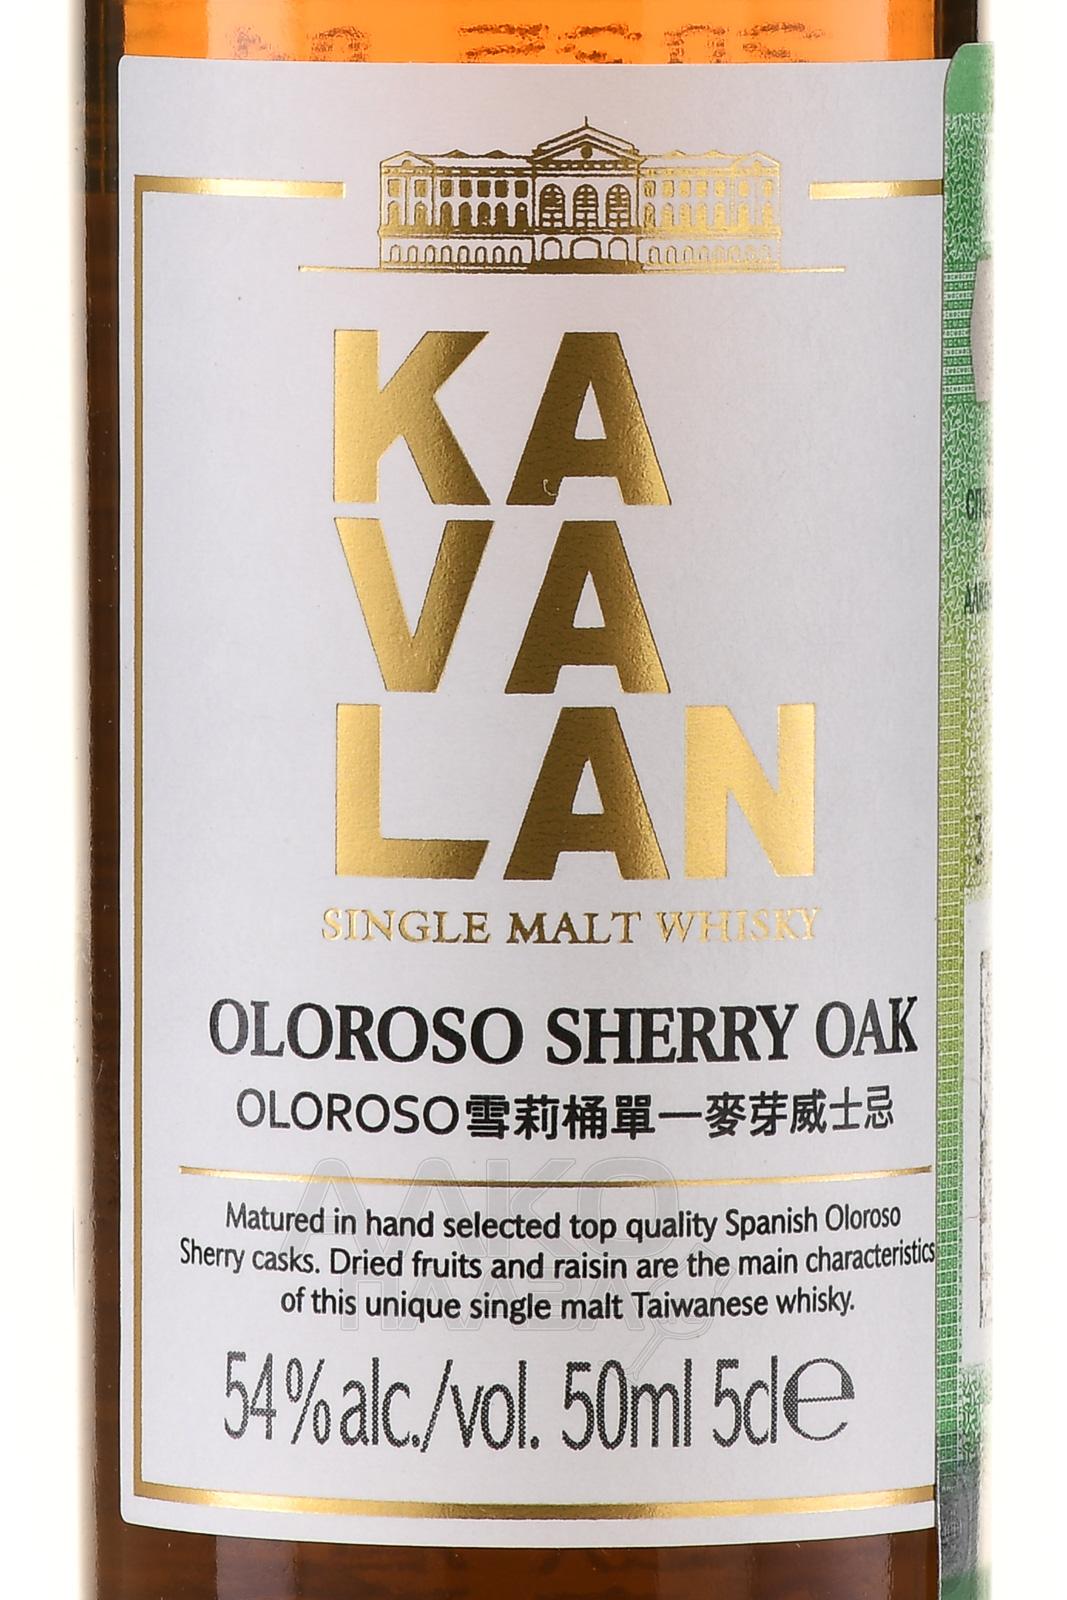 KA
VA
LAN
SINGLE MALT WHISKY
OLOROSO SHERRY OAK
OLOROSO雪莉桶單一麥芽威士忌
Matured in hand selected top quality Spanish Oloroso
Sherry casks. Dried fruits and raisin are the main characteristics
of this unique single malt Taiwanese whisky.
54%alc./vol. 50ml 5cl℮